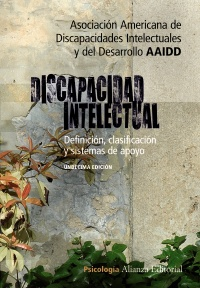 Asociación Americana de
Discapacidades Intelectuales
y del Desarrollo AAIDD
DISCAPACIDAD
INTELECTUAL
Definición, clasificación
y sistemas de apoyo
UNDÉCIMA EDICIÓN
Psicología Alianza Editorial